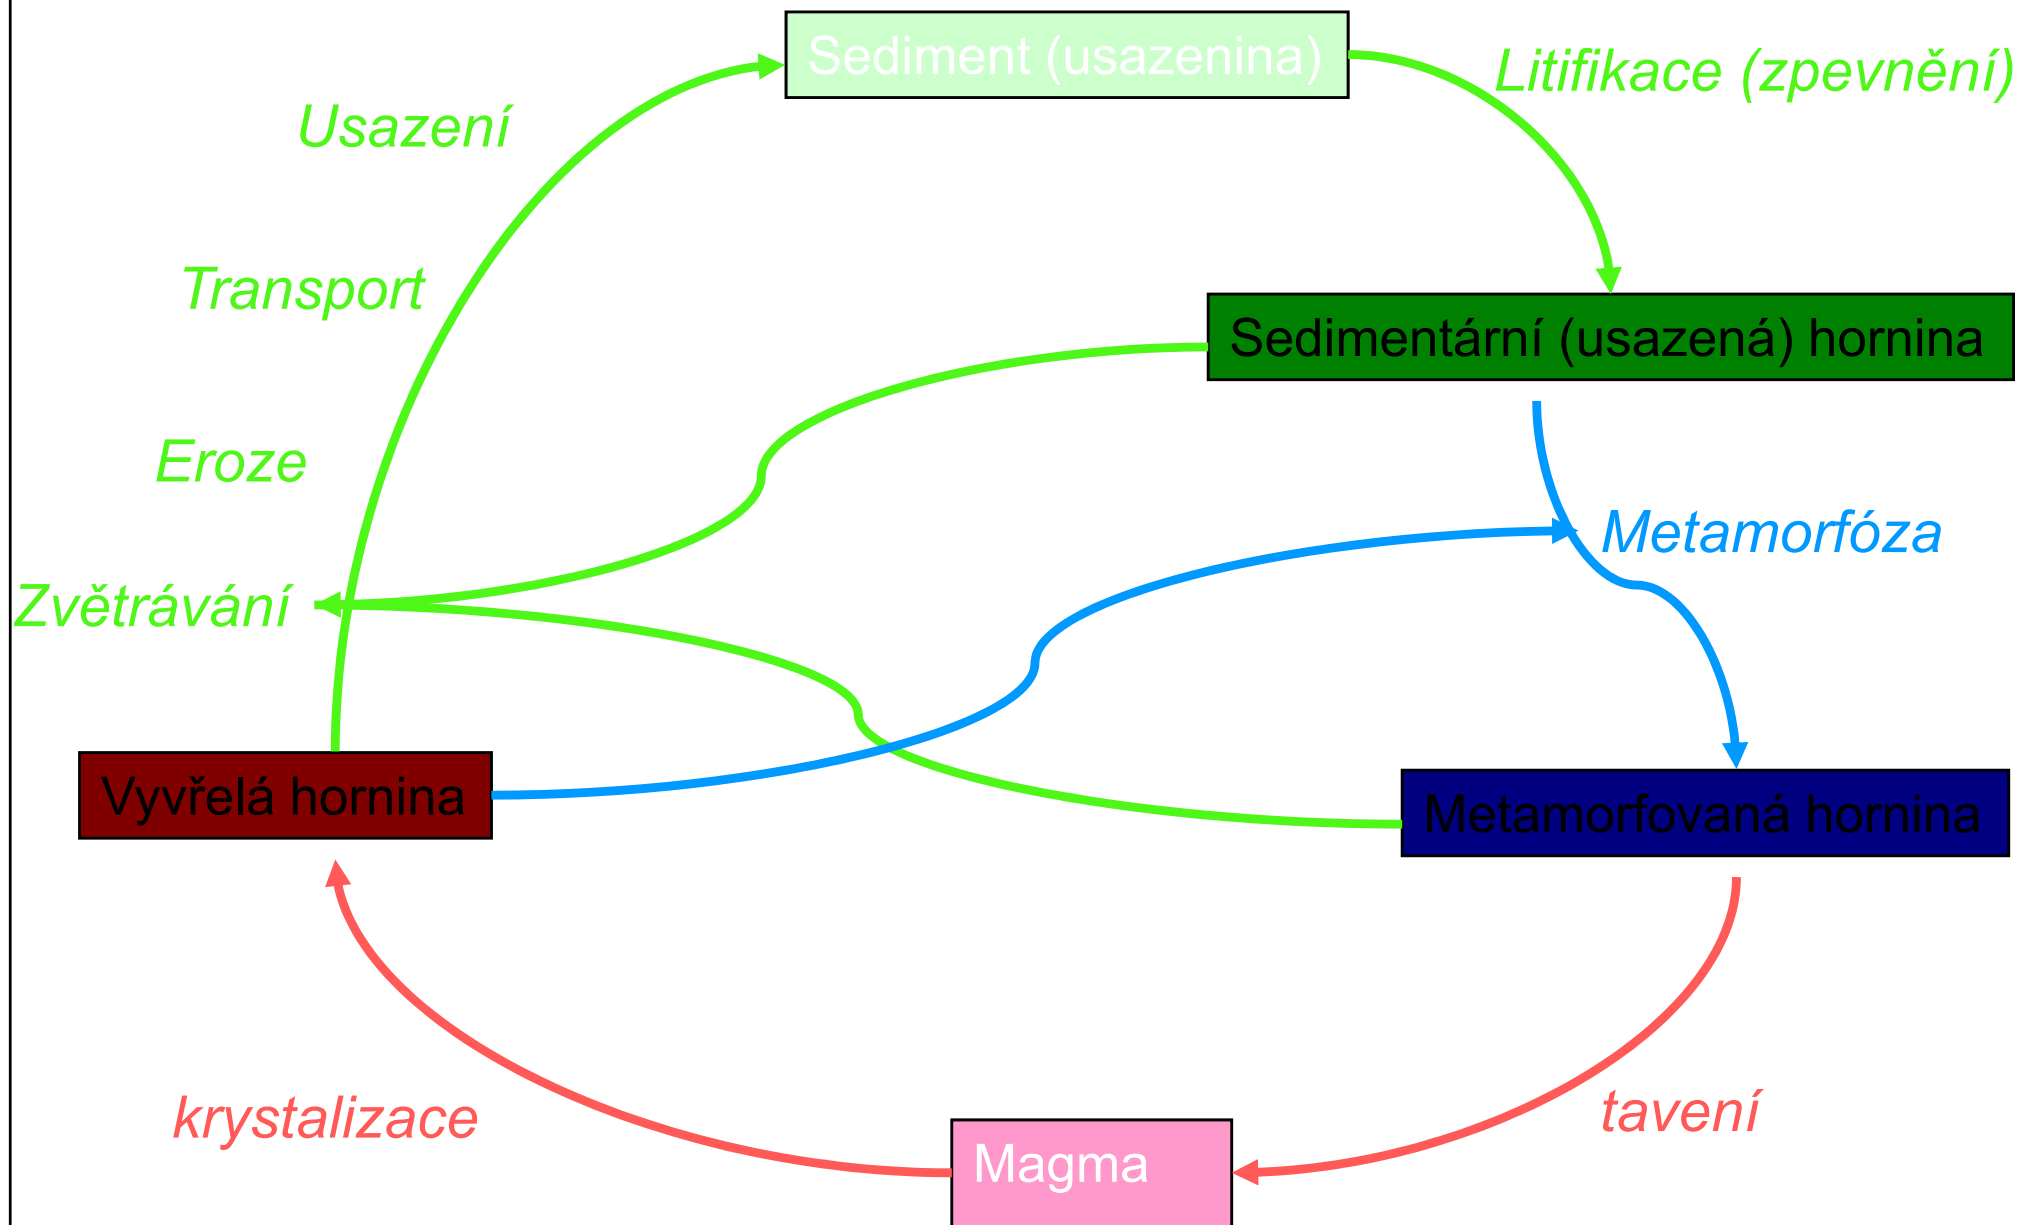 Sediment (usazenina)
Litifikace (zpevnění)
Usazení
Transport
Sedimentární (usazená) hornina
Eroze
Metamorfóza
Zvětrávání
Vyvřelá hornina
Metamorfovaná hornina
krystalizace
tavení
Magma